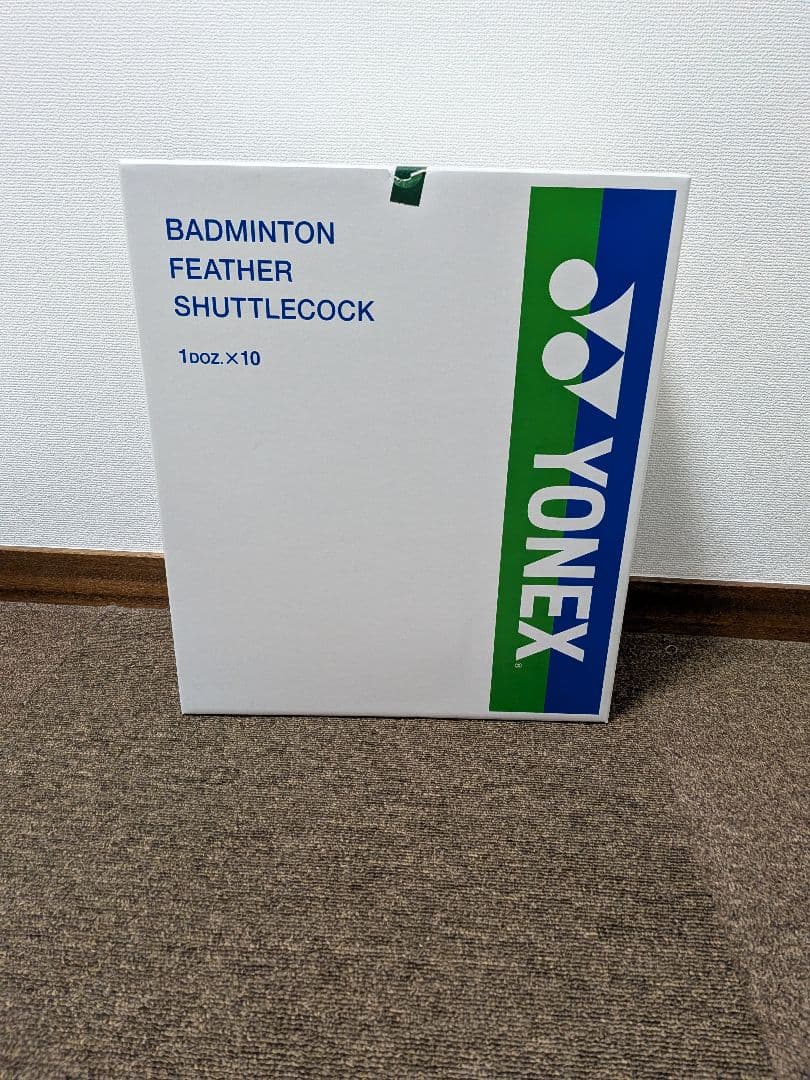 BADMINTON
FEATHER
SHUTTLECOCK
1DOZ.×10
YONEX®